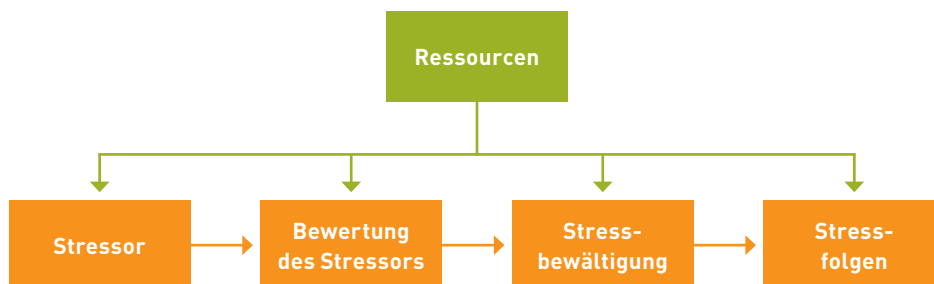 Ressourcen
Stressor
Bewertung
des Stressors
Stress-
bewältigung
Stress-
folgen